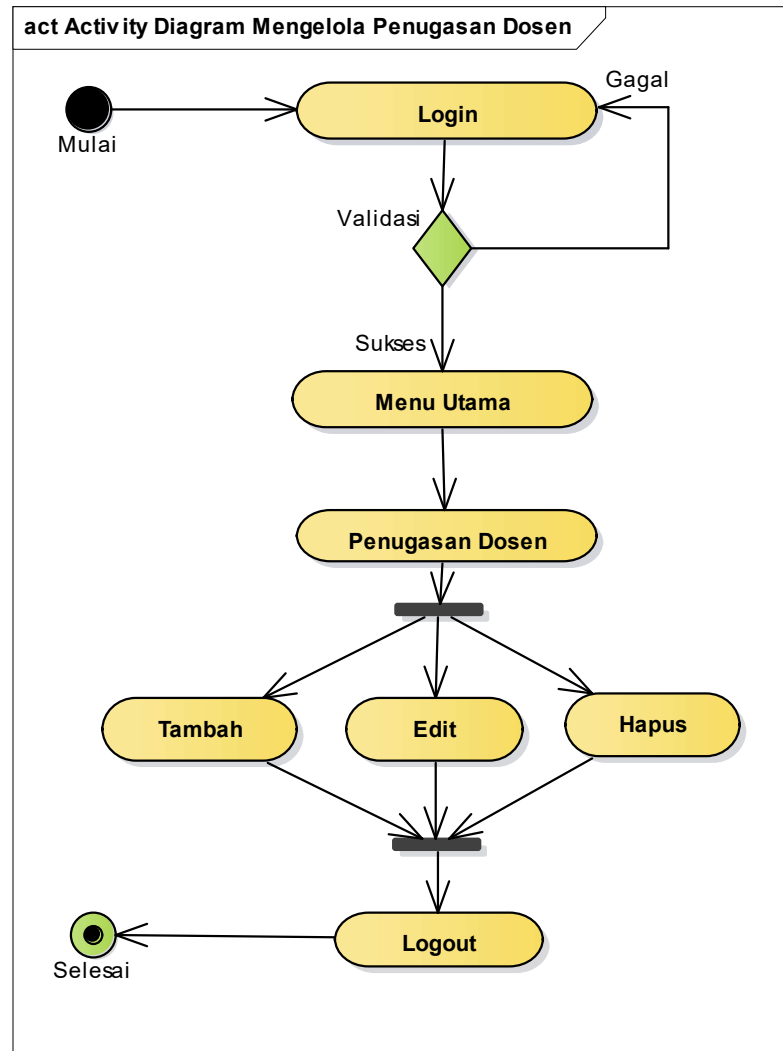 act Activity Diagram Mengelola Penugasan Dosen
Gagal
Login
Mulai
Validasi
Sukses
Menu Utama
Penugasan Dosen
Tambah
Edit
Hapus
Logout
Selesai